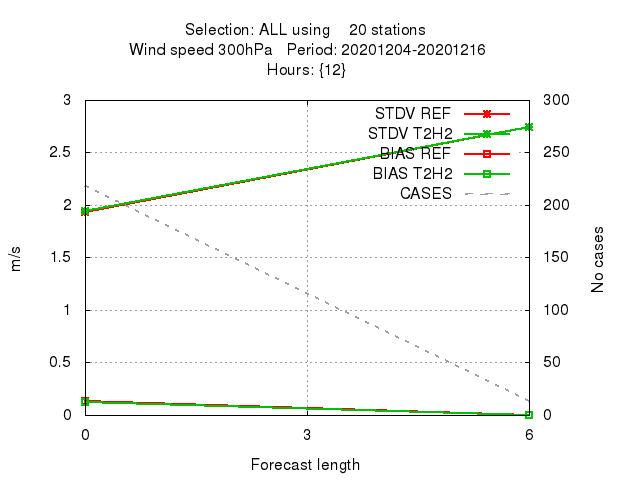 Selection: ALL using 20 stations
Wind speed 300hPa Period: 20201204-20201216
Hours: {12}
3 300
STDV REF
STDV T2H2
2.5 250
BIAS REF
BIAS T2H2
CASES
2 200
1.5 150
m/s
No cases
1 100
0.5 50
0 0
0 3 6
Forecast length